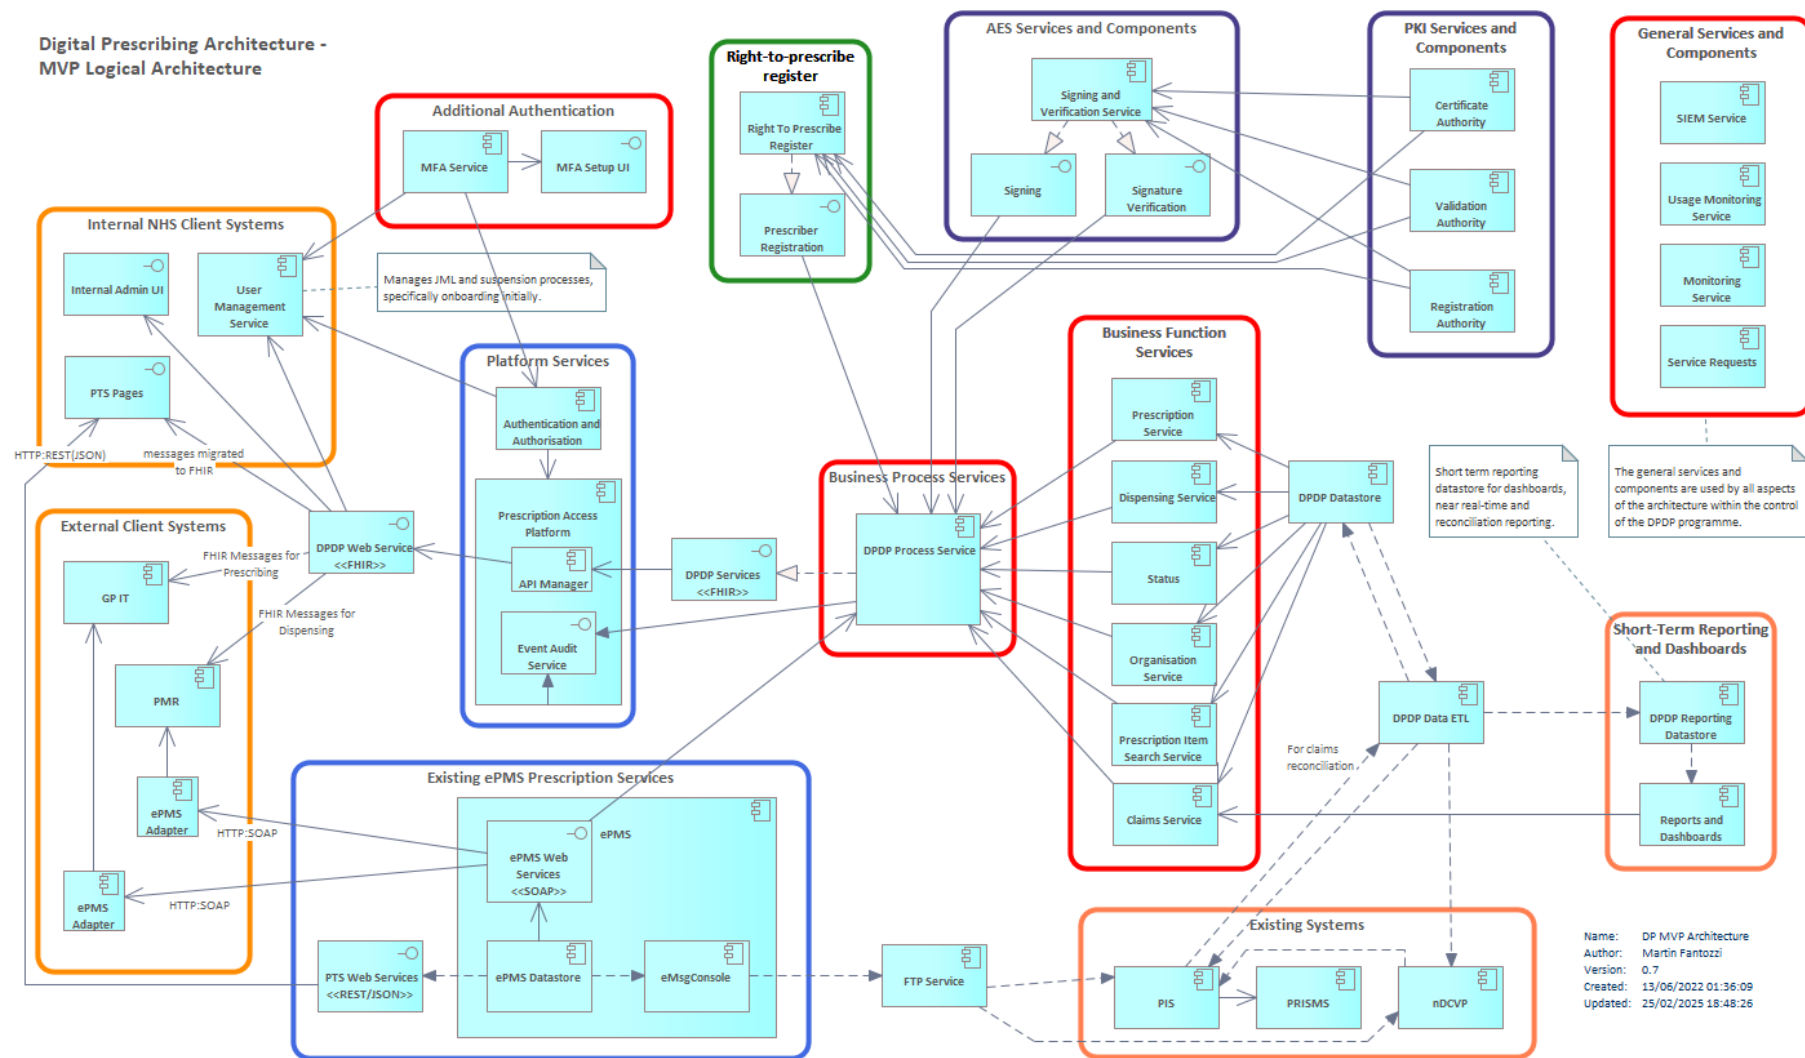 Digital Prescribing Architecture -
MVP Logical Architecture
Additional Authentication
MFA Service
MFA Setup UI
Right-to-prescribe
register
Right To Prescribe
Register
Prescriber
Registration
AES Services and Components
Signing and
Verification Service
Signing
Signature
Verification
PKI Services and
Components
Certificate
Authority
Validation
Authority
Registration
Authority
General Services and
Components
SIEM Service
Usage Monitoring
Service
Monitoring
Service
Service Requests
Internal NHS Client Systems
Internal Admin UI
User
Management
Service
PTS Pages
Manages JML and suspension processes,
specifically onboarding initially.
HTTP:REST(JSON)
messages migrated
to FHIR
Platform Services
Authentication and
Authorisation
Prescription Access
Platform
API Manager
Event Audit
Service
Business Function
Services
Prescription
Service
Dispensing Service
Status
Organisation
Service
Prescription Item
Search Service
Claims Service
Business Process Services
DPDP Process Service
DPDP Services
<<FHIR>>
DPDP Datastore
Short term reporting
datastore for dashboards,
near real-time and
reconciliation reporting.
The general services and
components are used by all aspects
of the architecture within the control
of the DPDP programme.
External Client Systems
GP IT
PMR
ePMS
Adapter
ePMS
Adapter
DPDP Web Service
<<FHIR>>
FHIR Messages for
Prescribing
FHIR Messages for
Dispensing
HTTP:SOAP
HTTP:SOAP
Existing ePMS Prescription Services
ePMS
ePMS Web
Services
<<SOAP>>
PTS Web Services
<<REST/JSON>>
ePMS Datastore
eMsgConsole
FTP Service
DPDP Data ETL
For claims
reconciliation
Short-Term Reporting
and Dashboards
DPDP Reporting
Datastore
Reports and
Dashboards
Existing Systems
PIS
PRISMS
nDCVP
Name: DP MVP Architecture
Author: Martin Fantozzi
Version: 0.7
Created: 13/06/2022 01:36:09
Updated: 25/02/2025 18:48:26